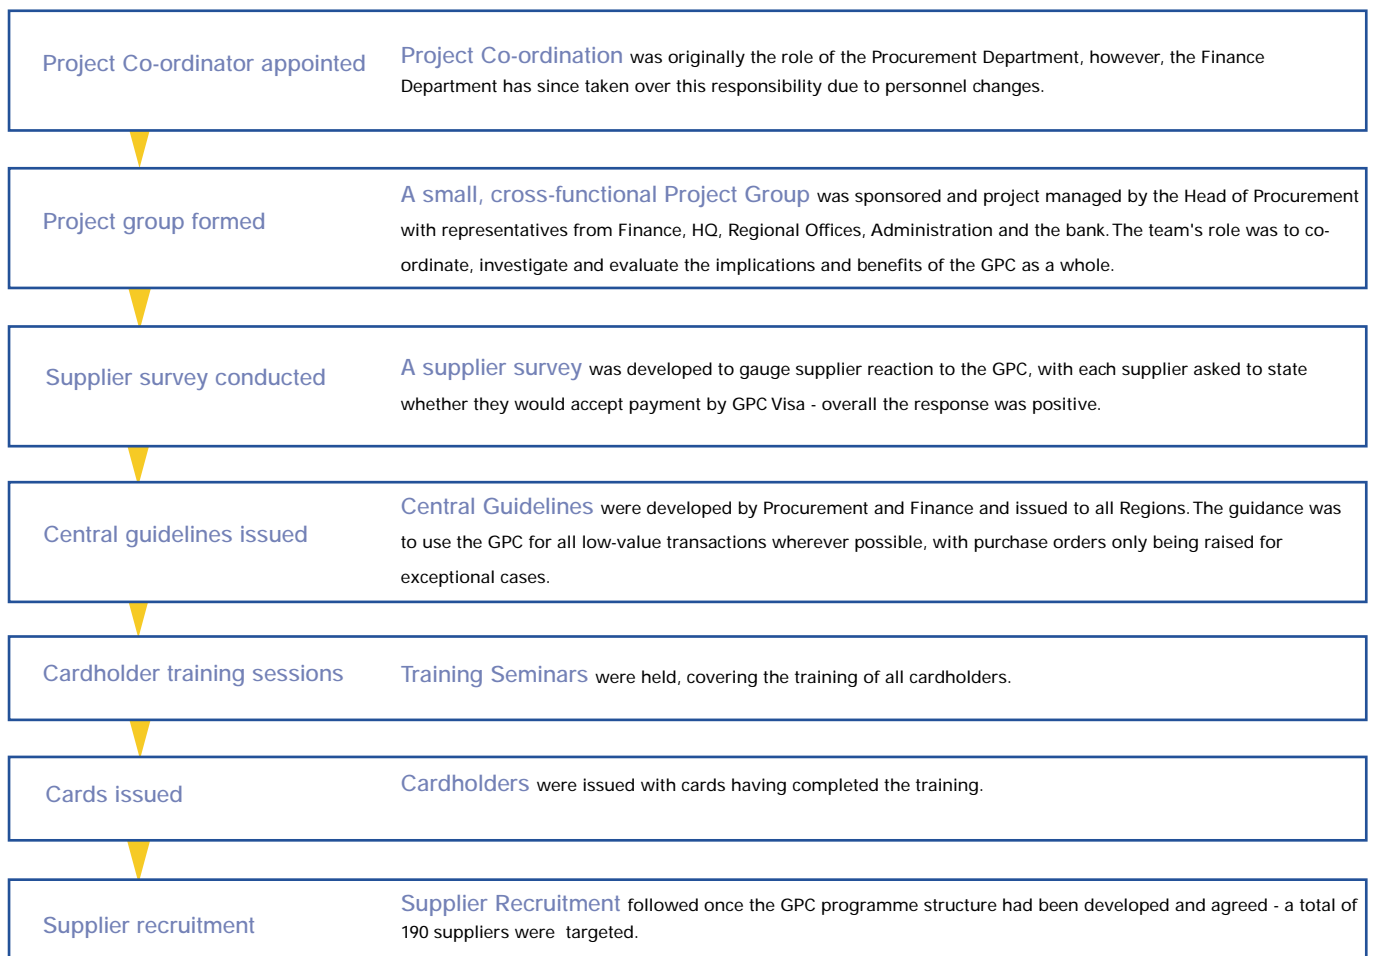 Project Co-ordinator appointed
Project Co-ordination was originally the role of the Procurement Department, however, the Finance
Department has since taken over this responsibility due to personnel changes.
Project group formed
A small, cross-functional Project Group was sponsored and project managed by the Head of Procurement
with representatives from Finance, HQ, Regional Offices, Administration and the bank. The team's role was to co-
ordinate, investigate and evaluate the implications and benefits of the GPC as a whole.
Supplier survey conducted
A supplier survey was developed to gauge supplier reaction to the GPC, with each supplier asked to state
whether they would accept payment by GPC Visa - overall the response was positive.
Central guidelines issued
Central Guidelines were developed by Procurement and Finance and issued to all Regions. The guidance was
to use the GPC for all low-value transactions wherever possible, with purchase orders only being raised for
exceptional cases.
Cardholder training sessions
Training Seminars were held, covering the training of all cardholders.
Cards issued
Cardholders were issued with cards having completed the training.
Supplier recruitment
Supplier Recruitment followed once the GPC programme structure had been developed and agreed - a total of
190 suppliers were targeted.